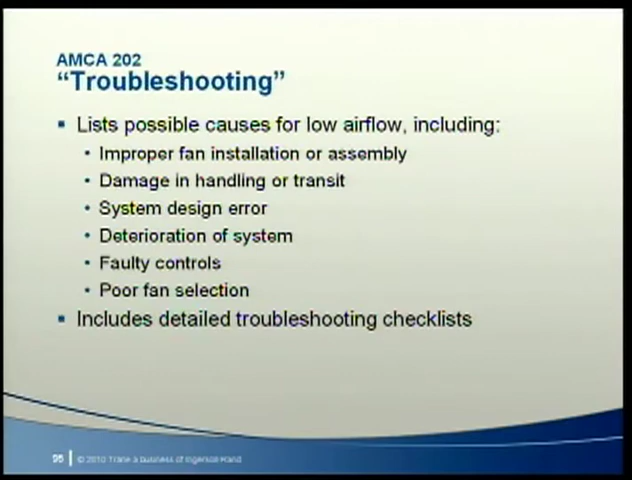 AMCA 202
“Troubleshooting”
▪ Lists possible causes for low airflow, including:
• Improper fan installation or assembly
• Damage in handling or transit
• System design error
• Deterioration of system
• Faulty controls
• Poor fan selection
▪ Includes detailed troubleshooting checklists
95 © 2010 Trane a business of Ingersoll-Rand